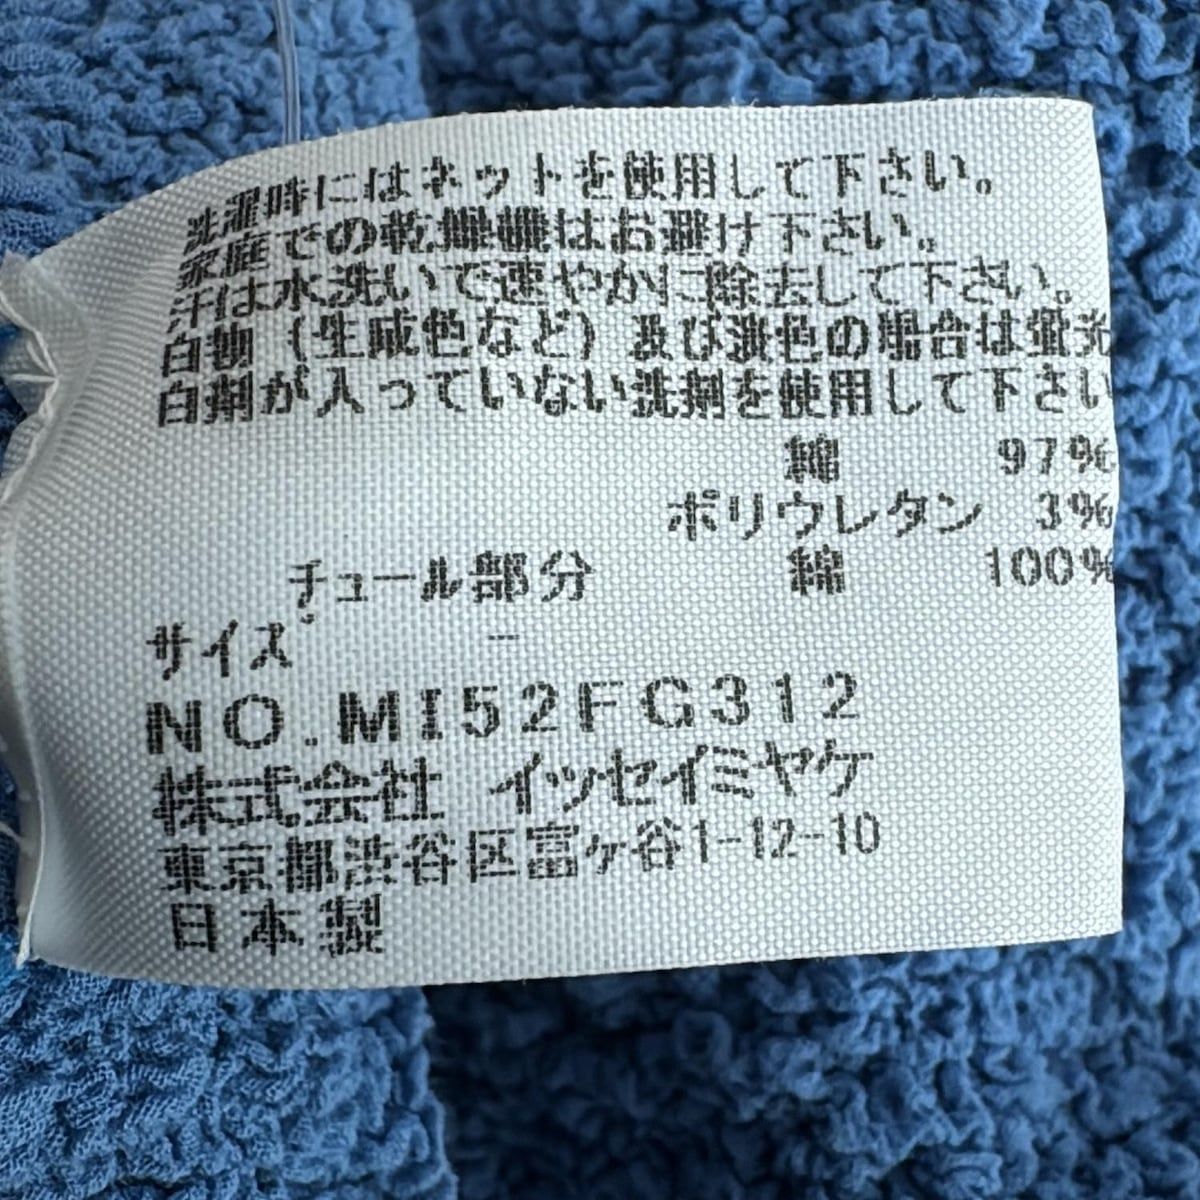 洗濯時にはネットを使用して下さい。
家庭での乾燥機はお避け下さい。
汗は水洗いで速やかに除去して下さい。
白物（生成色など）及び淡色の場合は蛍光
白剤が入っていない洗剤を使用して下さい
綿 97%
ポリウレタン 3%
チュール部分 綿 100%
サイズ －
NO.MI52FG312
株式会社 イッセイミヤケ
東京都渋谷区富ヶ谷1-12-10
日本製